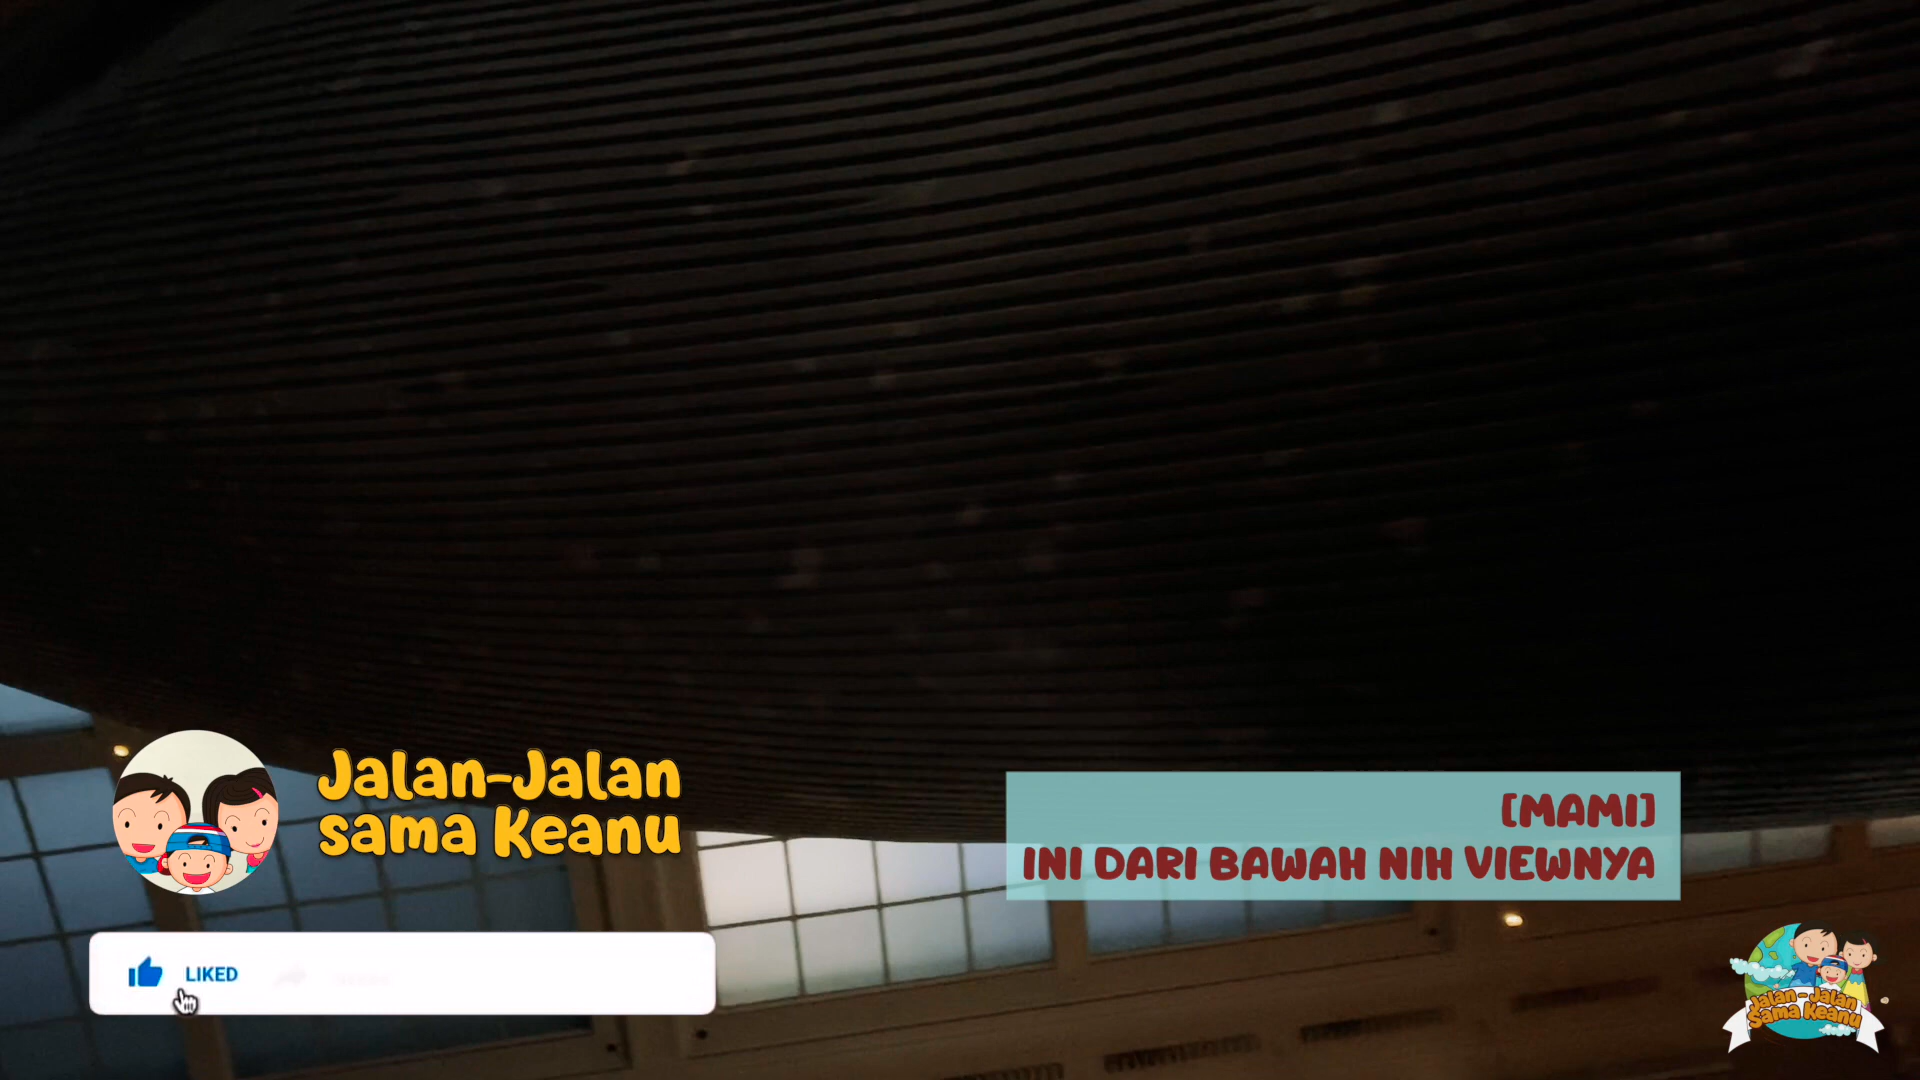 Jalan-Jalan
sama Keanu
[MAMI]
INI DARI BAWAH NIH VIEWNYA
LIKED
Jalan-Jalan
Sama Keanu